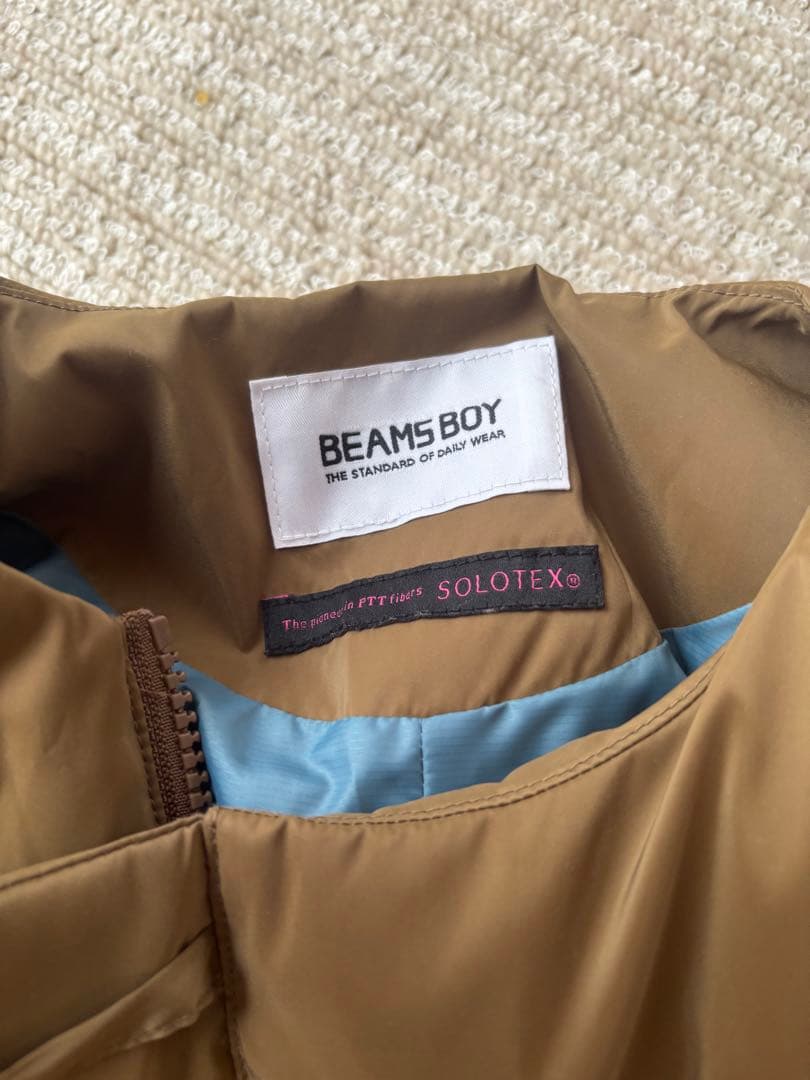 BEAMS BOY
THE STANDARD OF DAILY WEAR
The pioneer in PTT fibers SOLOTEX®